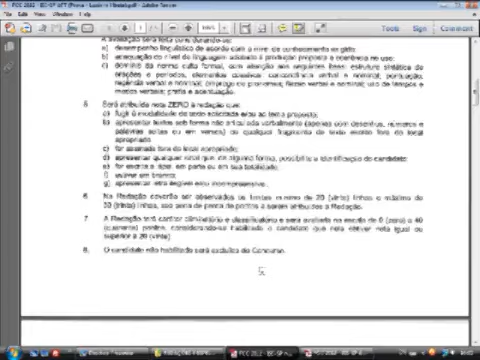 A avaliação será feita considerando-se:
a) desempenho linguístico de acordo com o nível de conhecimento exigido;
b) adequação do nível de linguagem adotado à produção proposta e coerência no uso;
c) domínio da norma culta formal, com atenção aos seguintes itens: estrutura sintática de
orações e períodos, elementos coesivos; concordância verbal e nominal; pontuação;
regência verbal e nominal; emprego de pronomes; flexão verbal e nominal; uso de tempos e
modos verbais; grafia e acentuação.
5 Será atribuída nota ZERO à redação que:
a) fugir à modalidade de texto solicitada e/ou ao tema proposto;
b) apresentar textos sob forma não articulada verbalmente (apenas com desenhos, números e
palavras soltas ou em versos) ou qualquer fragmento de texto escrito fora do local
apropriado;
c) for assinada fora do local apropriado;
d) apresentar qualquer sinal que, de alguma forma, possibilite a identificação do candidato;
e) for escrita a lápis, em parte ou em sua totalidade;
f) estiver em branco;
g) apresentar letra ilegível e/ou incompreensível.
6 Na Redação deverão ser observados os limites mínimo de 20 (vinte) linhas e máximo de
30 (trinta) linhas, sob pena de perda de pontos a serem atribuídos à Redação.
7 A Redação terá caráter eliminatório e classificatório e será avaliada na escala de 0 (zero) a 40
(quarenta) pontos, considerando-se habilitado o candidato que nela obtiver nota igual ou
superior a 20 (vinte).
8. O candidato não habilitado será excluído do Concurso.
Tools
Sign
Comment